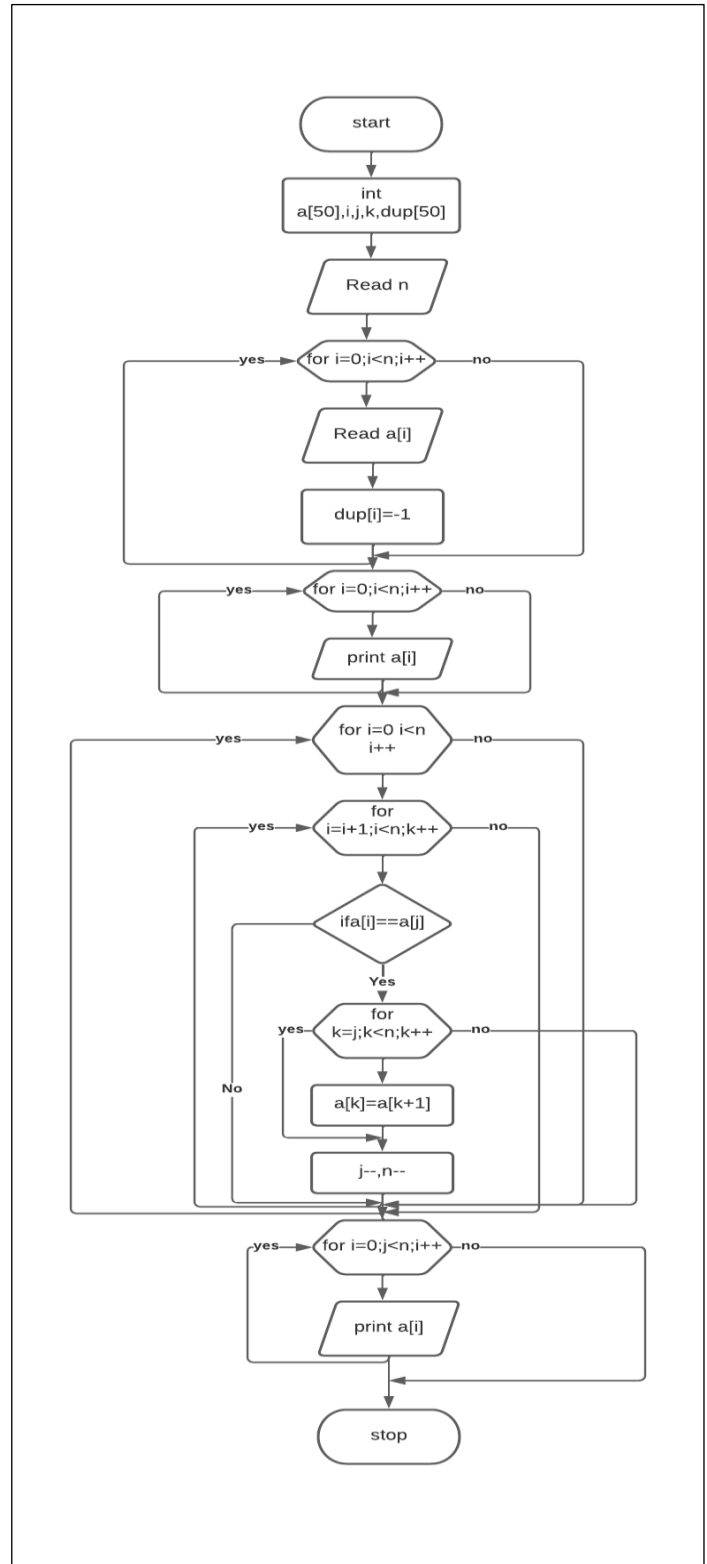 start
int
a[50],i,j,k,dup[50]
Read n
yes
for i=0;i<n;i++
no
Read a[i]
dup[i]=-1
yes
for i=0;i<n;i++
no
print a[i]
for i=0 i<n
yes
no
i++
for
yes
i=i+1;i<n;k++
no
ifa[i]==a[j]
Yes
for
yes
k=j;k<n;k++
no
No
a[k]=a[k+1]
j--,n--
yes
for i=0;j<n;i++
no
print a[i]
stop